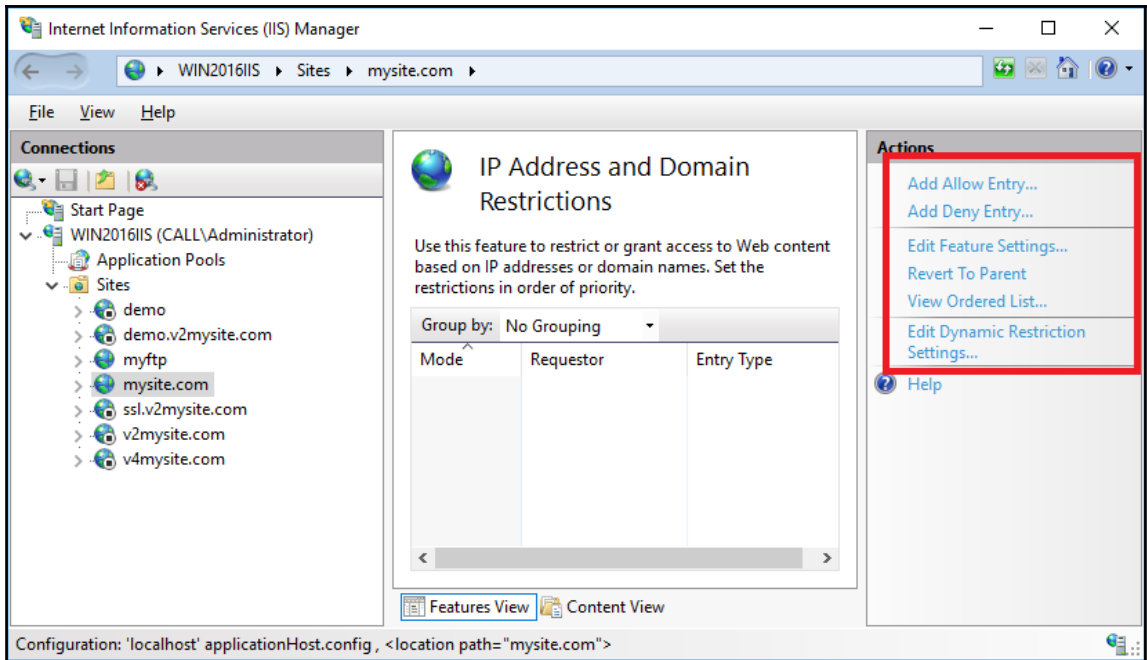 Internet Information Services (IIS) Manager
WIN2016IIS Sites mysite.com
File View Help
Connections
Start Page
WIN2016IIS (CALL\Administrator)
Application Pools
Sites
demo
demo.v2mysite.com
myftp
mysite.com
ssl.v2mysite.com
v2mysite.com
v4mysite.com
IP Address and Domain
Restrictions
Use this feature to restrict or grant access to Web content
based on IP addresses or domain names. Set the
restrictions in order of priority.
Group by: No Grouping
Mode Requestor Entry Type
Features View Content View
Actions
Add Allow Entry...
Add Deny Entry...
Edit Feature Settings...
Revert To Parent
View Ordered List...
Edit Dynamic Restriction
Settings...
Help
Configuration: 'localhost' applicationHost.config , <location path="mysite.com">